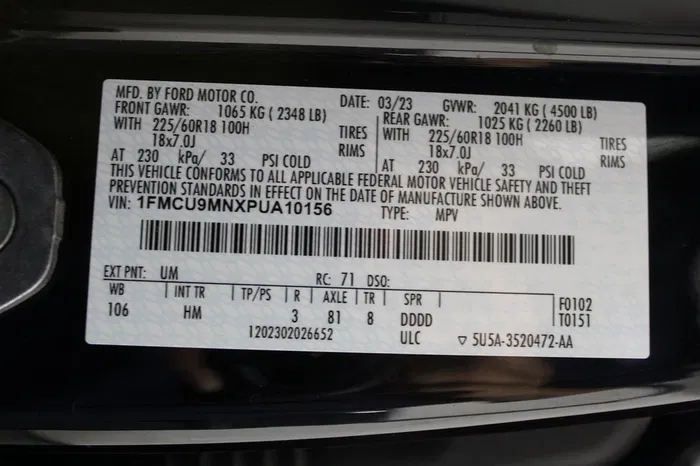 MFD. BY FORD MOTOR CO. DATE: 03/23 GVWR: 2041 KG (4500 LB)
FRONT GAWR: 1065 KG (2348 LB) REAR GAWR: 1025 KG (2260 LB)
WITH 225/60R18 100H TIRES WITH 225/60R18 100H TIRES
18x7.0J RIMS 18x7.0J RIMS
AT 230 kPa/ 33 PSI COLD AT 230 kPa/ 33 PSI COLD
THIS VEHICLE CONFORMS TO ALL APPLICABLE FEDERAL MOTOR VEHICLE SAFETY AND THEFT
PREVENTION STANDARDS IN EFFECT ON THE DATE OF MANUFACTURE SHOWN ABOVE.
VIN: 1FMCU9MNXPUA10156 TYPE: MPV
EXT PNT: UM RC: 71 DSO:
WB INT TR TP/PS R AXLE TR SPR F0102
106 HM 3 81 8 DDDD T0151
1202302026652 ULC ▽ 5U5A-3520472-AA